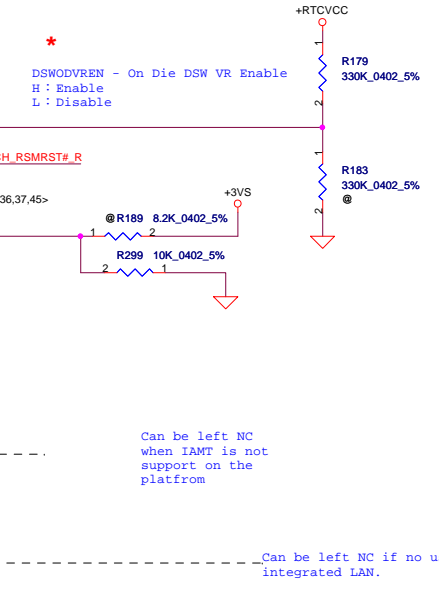 +RTCVCC
*
DSWODVREN - On Die DSW VR Enable
H：Enable
L：Disable
1
R179
330K_0402_5%
2
CH_RSMRST#_R
1
R183
330K_0402_5%
@
2
36,37,45>
+3VS
@ R189 8.2K_0402_5%
1 2
R299 10K_0402_5%
2 1
Can be left NC
when IAMT is not
support on the
platfrom
Can be left NC if no u
integrated LAN.